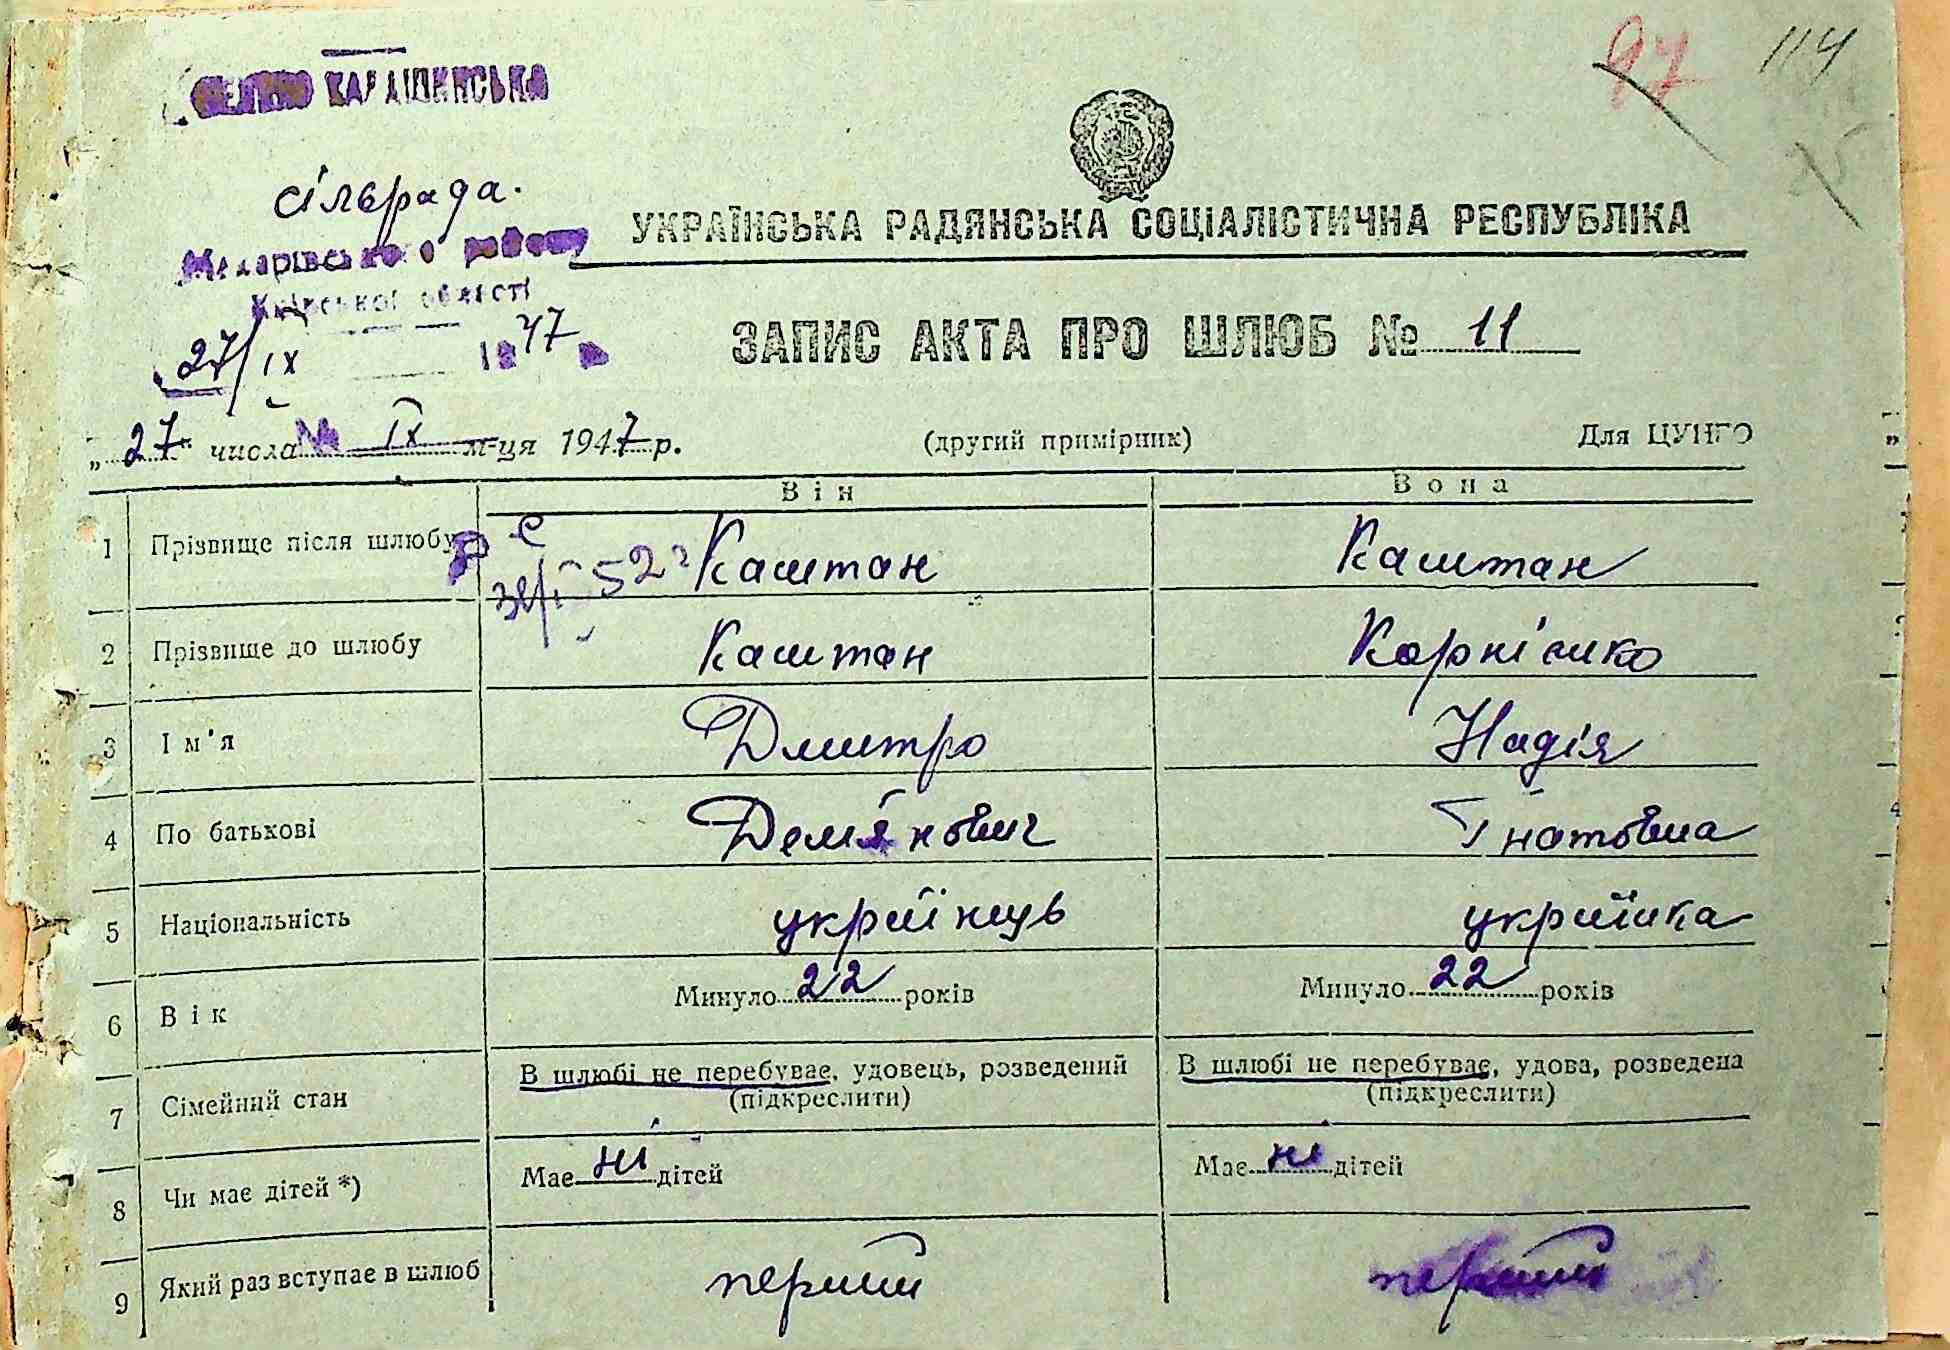 97 114
ВЕЛИКО КАРАШИНСЬКА
сільрада.
Макарівського району
Київської області
27/IX 1947
УКРАЇНСЬКА РАДЯНСЬКА СОЦІАЛІСТИЧНА РЕСПУБЛІКА
ЗАПИС АКТА ПРО ШЛЮБ № 11
„27" числа IX м-ця 1947 р. (другий примірник) Для ЦУНГО
Він Вона
1 Прізвище після шлюбу Каштан Каштан
2 Прізвище до шлюбу Каштан Корнієнко
3 Ім'я Дмитро Надія
4 По батькові Дем'янович Гнатовна
5 Національність українець українка
6 Вік Минуло 22 років Минуло 22 років
7 Сімейний стан В шлюбі не перебуває, удовець, розведений В шлюбі не перебуває, удова, розведена
(підкреслити) (підкреслити)
8 Чи має дітей *) Має ні дітей Має ні дітей
9 Який раз вступає в шлюб перший перший